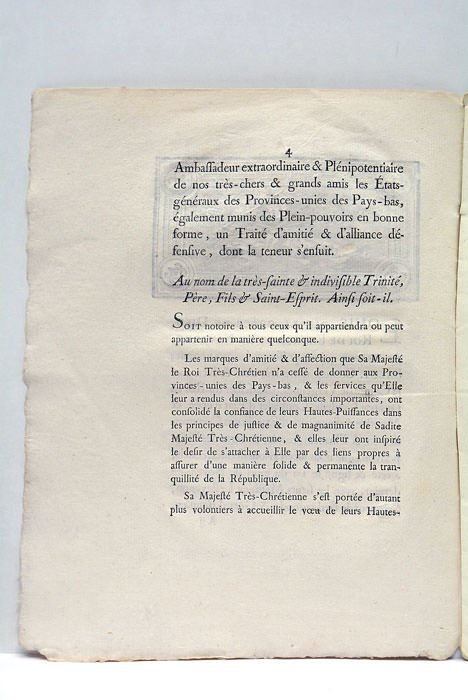 4
Ambaſſadeur extraordinaire & Plénipotentiaire
de nos très-chers & grands amis les États-
généraux des Provinces-unies des Pays-bas,
également munis des Plein-pouvoirs en bonne
forme, un Traité d'amitié & d'alliance dé-
fenſive, dont la teneur s'enſuit.
Au nom de la très-ſainte & indiviſible Trinité,
Père, Fils & Saint-Eſprit. Ainſi ſoit-il.
SOIT notoire à tous ceux qu'il appartiendra ou peut
appartenir en manière quelconque.
Les marques d'amitié & d'affection que Sa Majeſté
le Roi Très-Chrétien n'a ceſſé de donner aux Pro-
vinces-unies des Pays-bas, & les ſervices qu'Elle
leur a rendus dans des circonſtances importantes, ont
conſolidé la confiance de leurs Hautes-Puiſſances dans
les principes de juſtice & de magnanimité de Sadite
Majeſté Très-Chrétienne, & elles leur ont inſpiré
le deſir de s'attacher à Elle par des liens propres à
aſſurer d'une manière ſolide & permanente la tran-
quillité de la République.
Sa Majeſté Très-Chrétienne s'eſt portée d'autant
plus volontiers à accueillir le vœu de leurs Hautes-